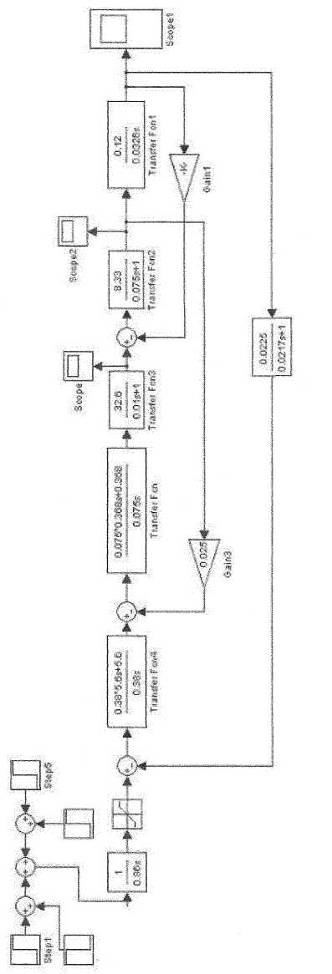 Step5
Step1
1
0.96s
0.38*5.6s+5.6
0.38s
Transfer Fcn4
0.075*0.368s+0.368
0.075s
Transfer Fcn
32.6
0.01s+1
Transfer Fcn3
Scope
8.33
0.075s+1
Transfer Fcn2
Scope2
0.12
0.0326s
Transfer Fcn1
Scope1
-K-
Gain1
0.025
Gain3
0.0225
0.0217s+1